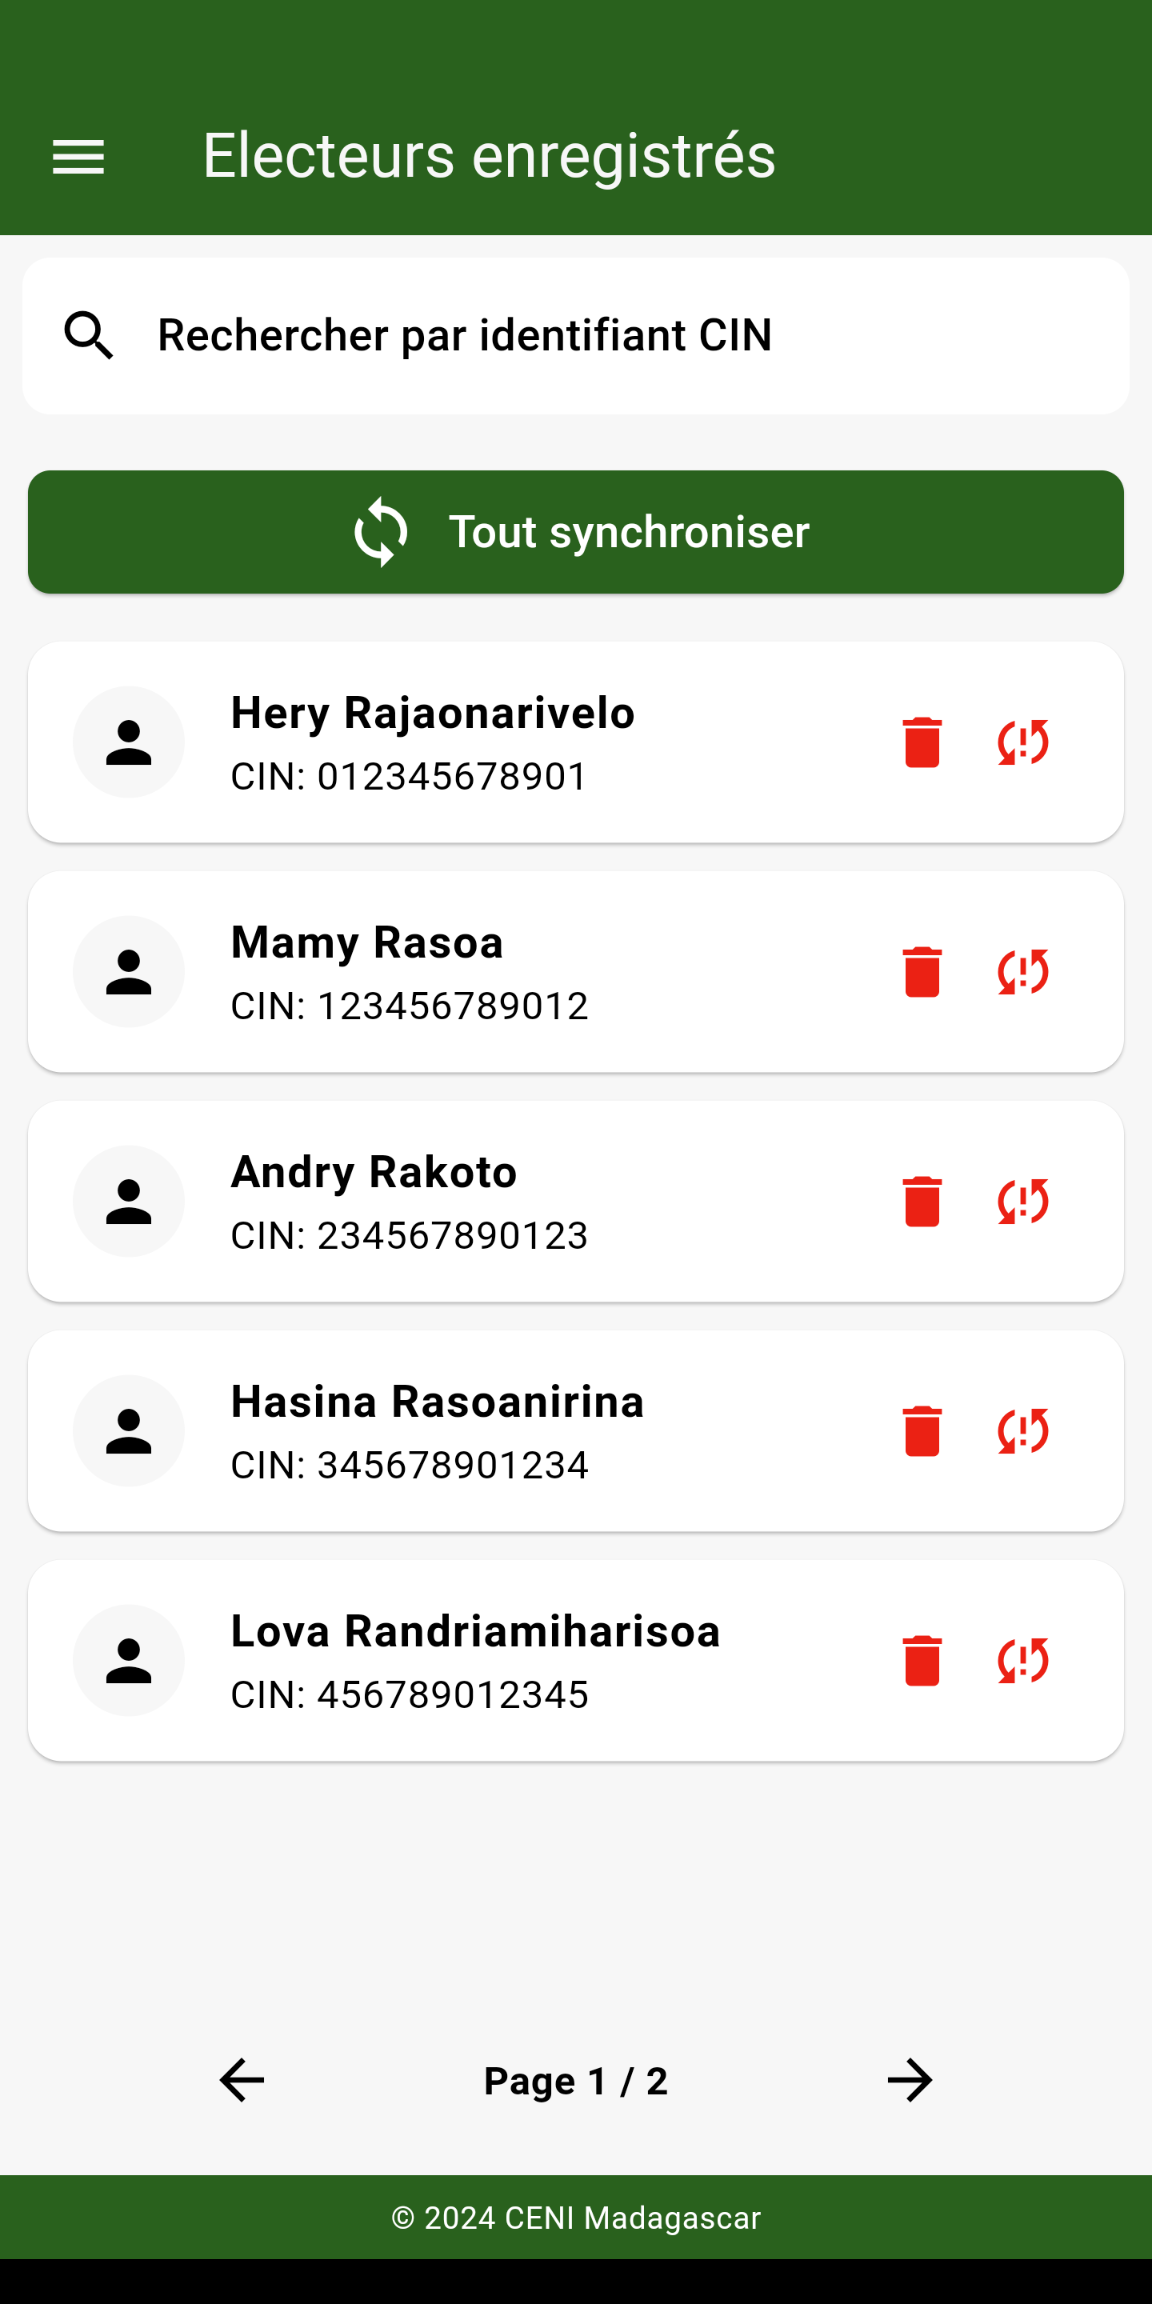 Electeurs enregistrés
Rechercher par identifiant CIN
Tout synchroniser
Hery Rajaonarivelo
CIN: 012345678901
Mamy Rasoa
CIN: 123456789012
Andry Rakoto
CIN: 234567890123
Hasina Rasoanirina
CIN: 345678901234
Lova Randriamiharisoa
CIN: 456789012345
Page 1 / 2
© 2024 CENI Madagascar